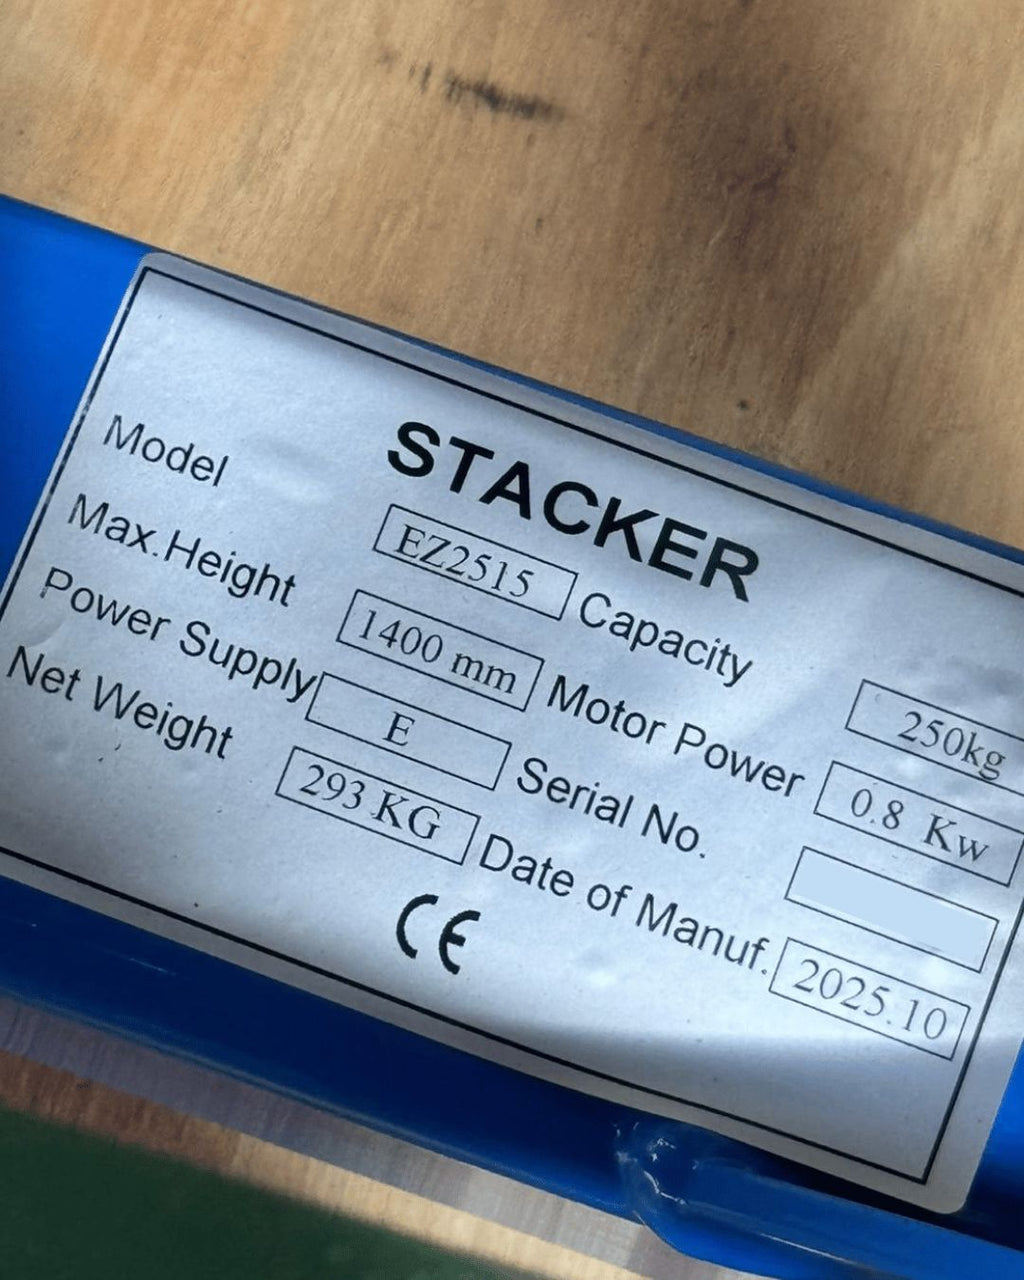 STACKER
Model EZ2515 Capacity 250kg
Max.Height 1400 mm Motor Power 0.8 Kw
Power Supply E Serial No.
Net Weight 293 KG Date of Manuf. 2025.10
CE